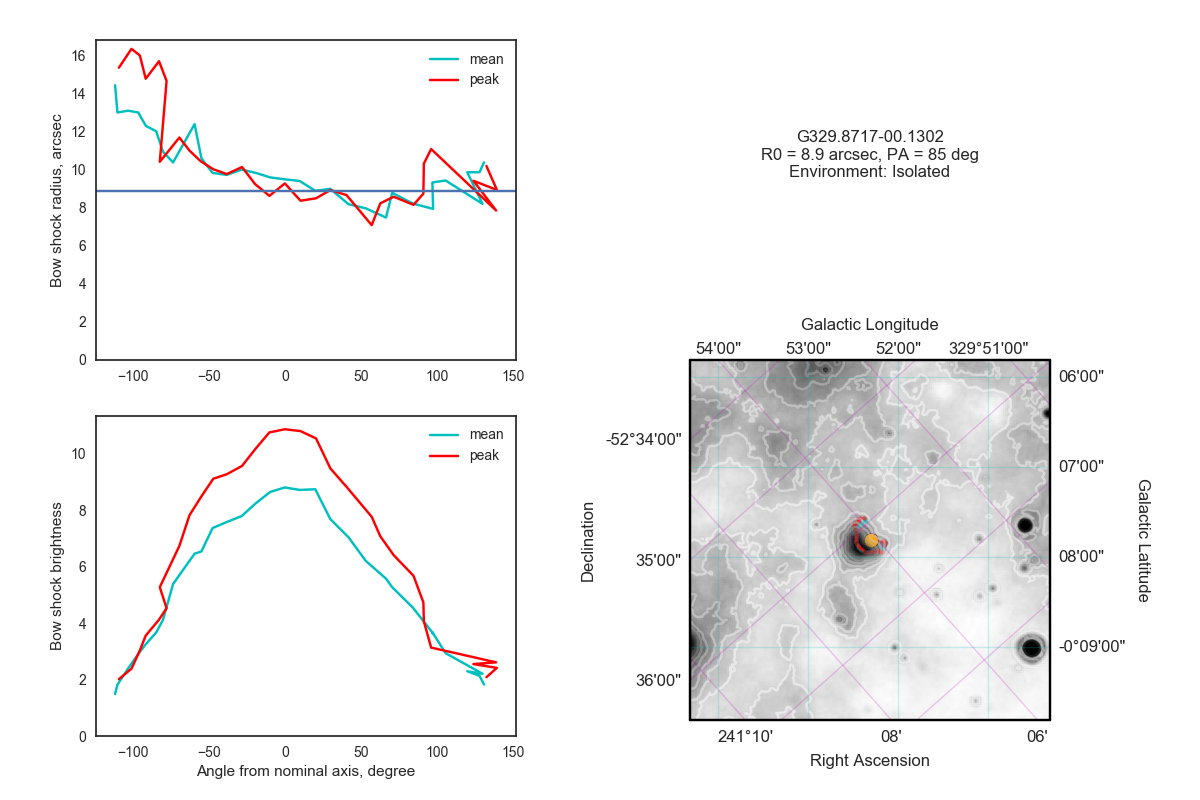 16
14
12
10
8
6
4
2
0
Bow shock radius, arcsec
mean
peak
−100
−50
0
50
100
150
10
8
6
4
2
0
Bow shock brightness
mean
peak
−100
−50
0
50
100
150
Angle from nominal axis, degree
G329.8717-00.1302
R0 = 8.9 arcsec, PA = 85 deg
Environment: Isolated
Galactic Longitude
54'00"
53'00"
52'00"
329°51'00"
06'00"
07'00"
08'00"
-0°09'00"
Galactic Latitude
-52°34'00"
35'00"
36'00"
Declination
241°10'
08'
06'
Right Ascension